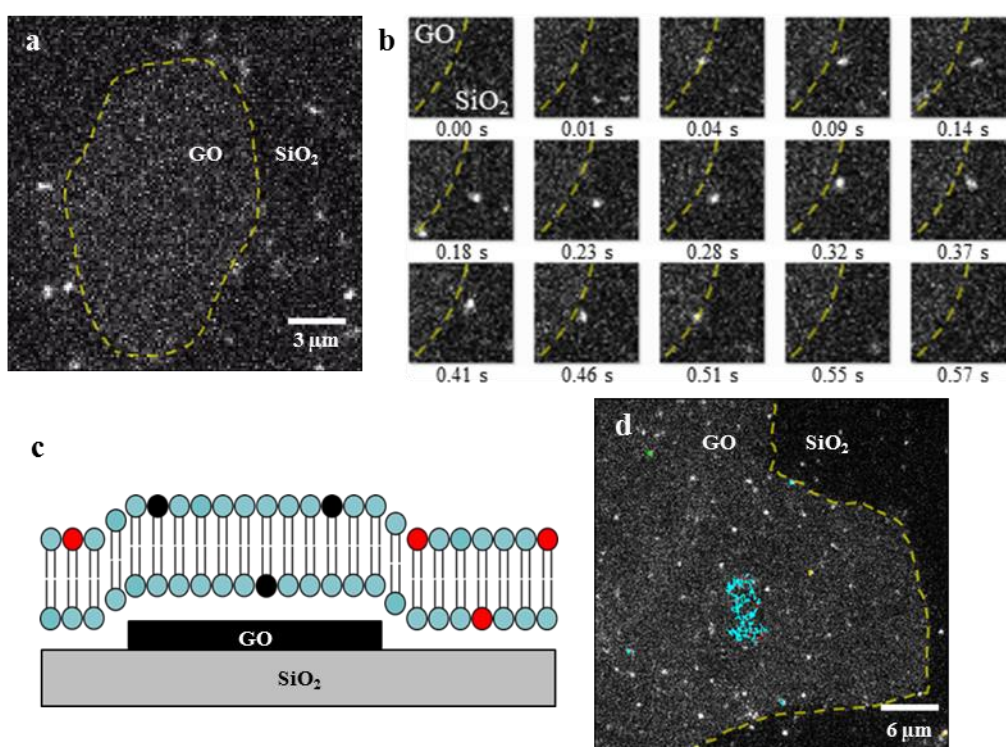 a
GO
SiO₂
3 μm
b
GO
SiO₂
0.00 s
0.01 s
0.04 s
0.09 s
0.14 s
0.18 s
0.23 s
0.28 s
0.32 s
0.37 s
0.41 s
0.46 s
0.51 s
0.55 s
0.57 s
c
GO
SiO₂
d
GO
SiO₂
6 μm